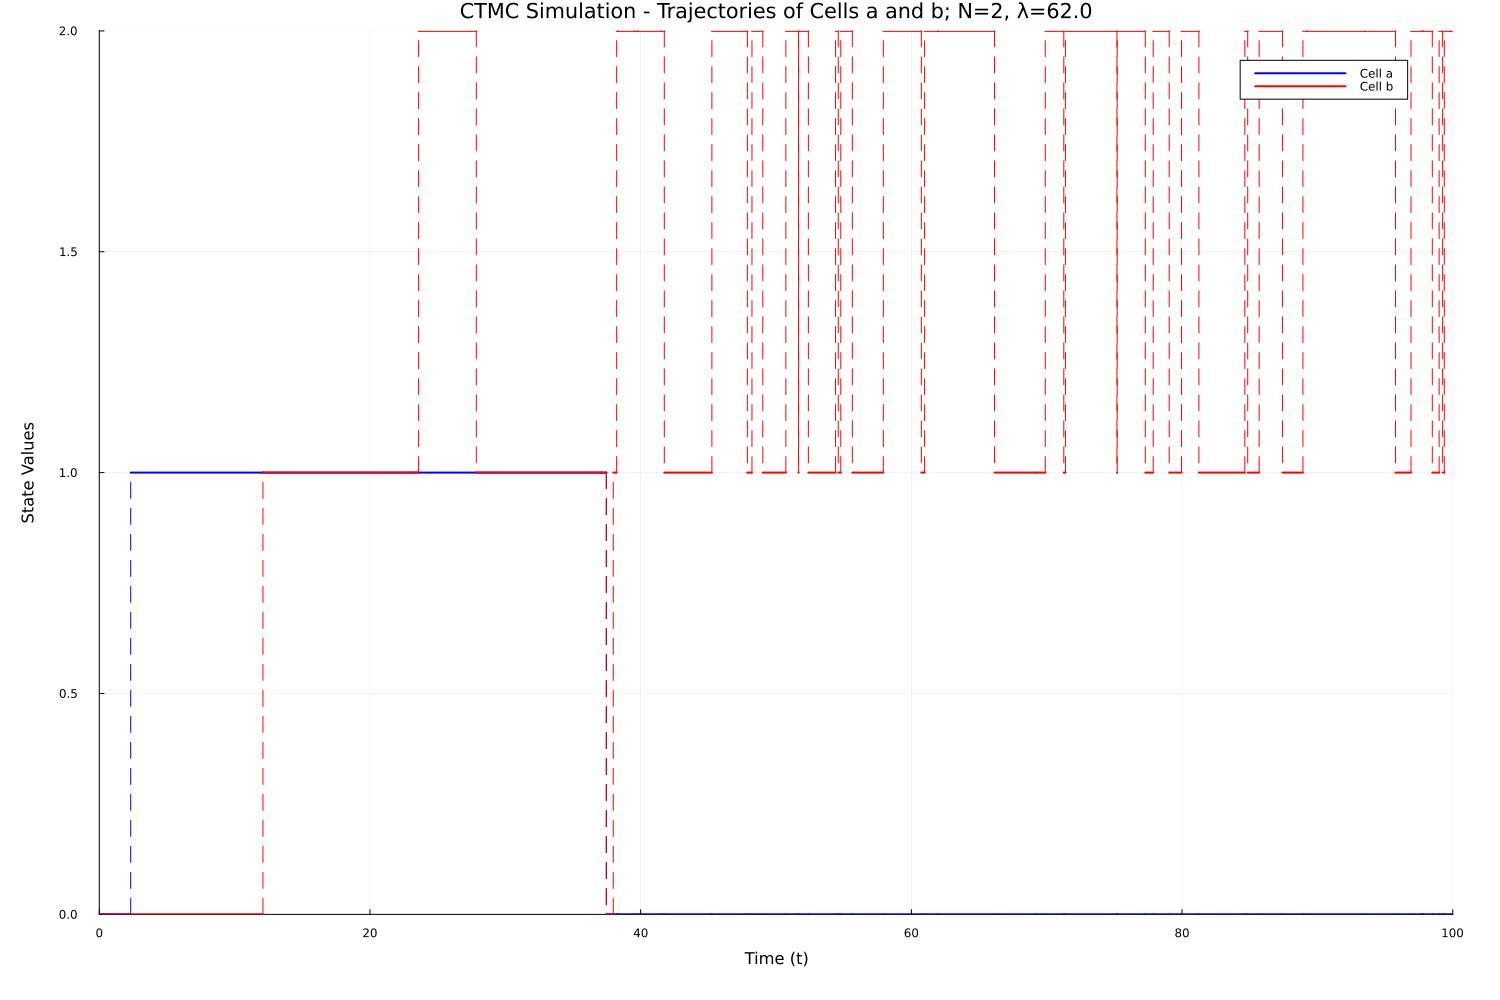 CTMC Simulation - Trajectories of Cells a and b; N=2, λ=62.0
2.0
Cell a
Cell b
1.5
State Values
1.0
0.5
0.0
0 20 40 60 80 100
Time (t)